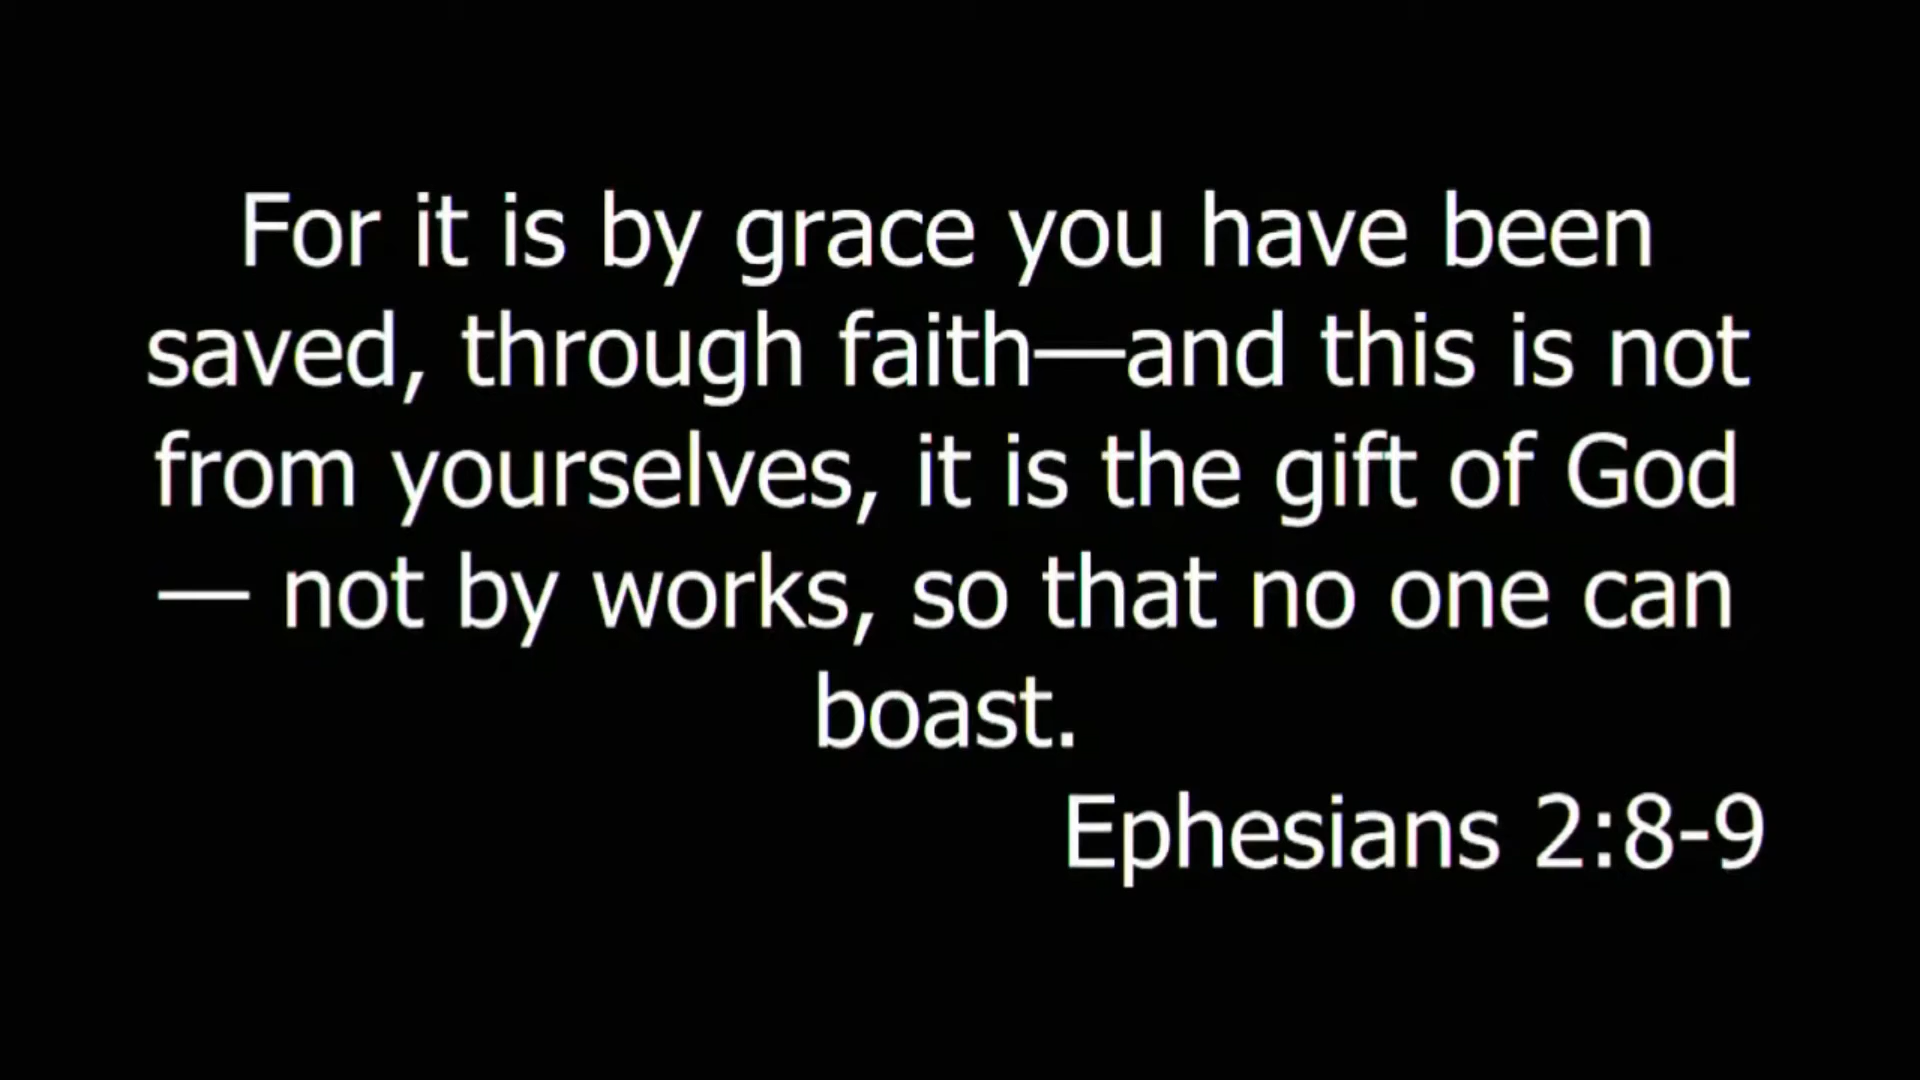 For it is by grace you have been
saved, through faith—and this is not
from yourselves, it is the gift of God
— not by works, so that no one can
boast.
Ephesians 2:8-9